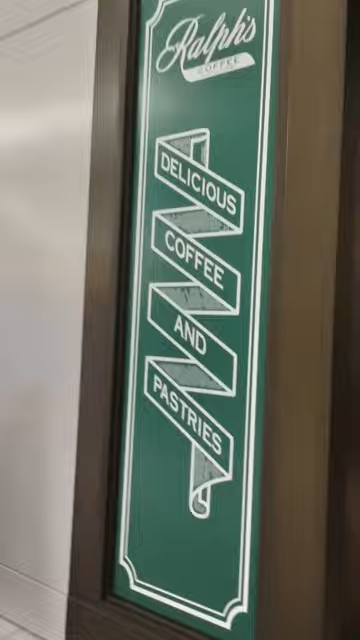 Ralph's
COFFEE
DELICIOUS
COFFEE
AND
PASTRIES